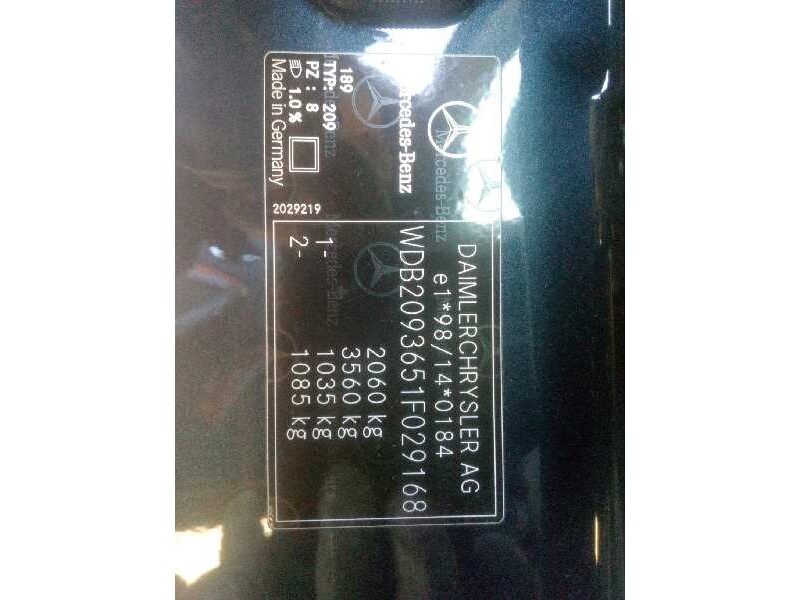 Mercedes-Benz
189
TYP: 209
PZ : 8
1.0%
Made in Germany
2029219
DAIMLERCHRYSLER AG
e1*98/14*0184
WDB2093651F029168
2060 kg
3560 kg
1- 1035 kg
2- 1085 kg